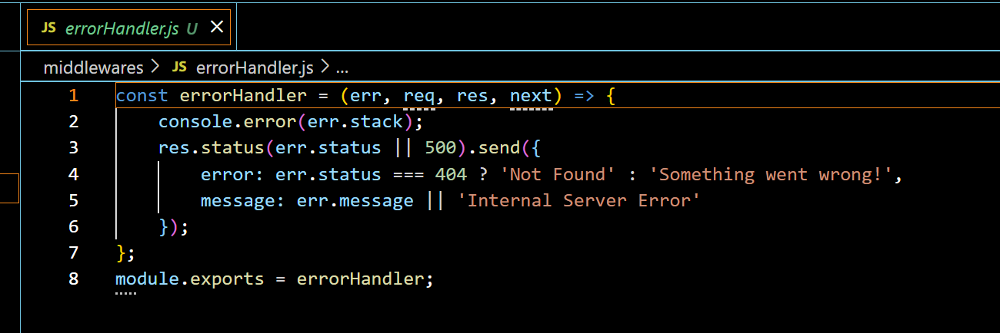 JS errorHandler.js U ×
middlewares > JS errorHandler.js > ...
1 const errorHandler = (err, req, res, next) => {
2     console.error(err.stack);
3     res.status(err.status || 500).send({
4         error: err.status === 404 ? 'Not Found' : 'Something went wrong!',
5         message: err.message || 'Internal Server Error'
6     });
7 };
8 module.exports = errorHandler;